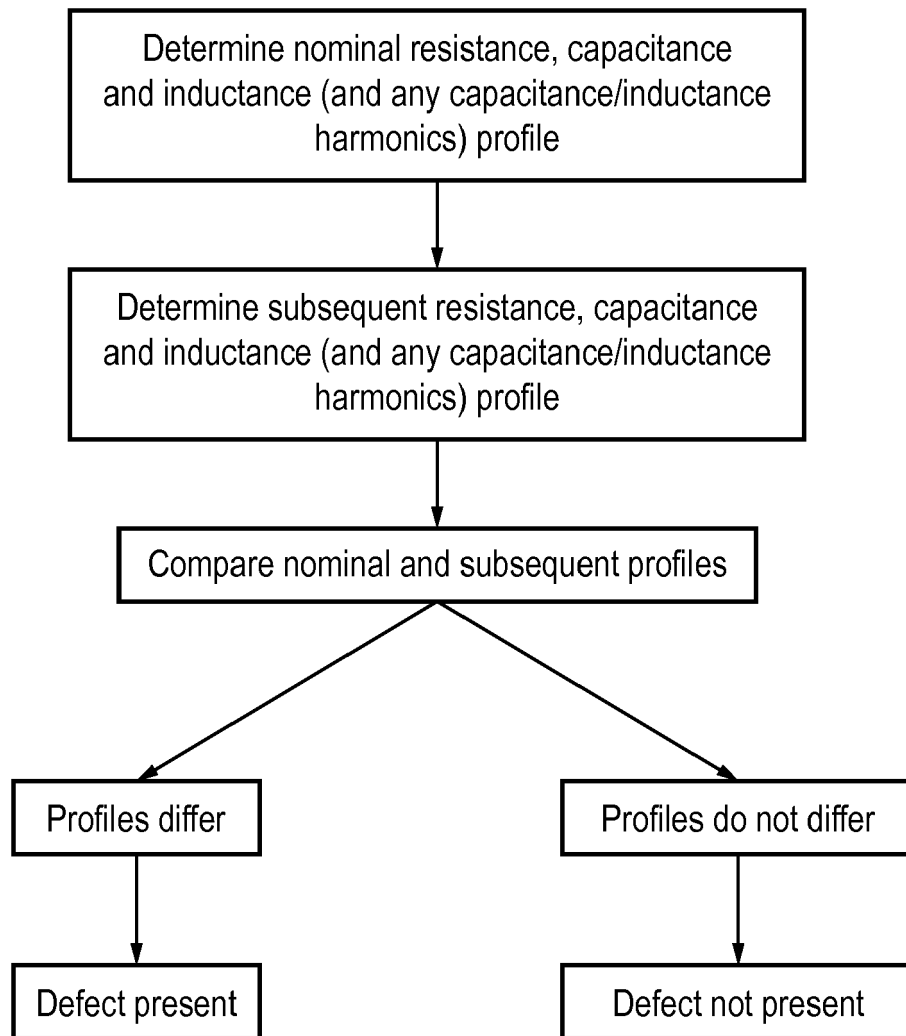 Determine nominal resistance, capacitance
and inductance (and any capacitance/inductance
harmonics) profile
Determine subsequent resistance, capacitance
and inductance (and any capacitance/inductance
harmonics) profile
Compare nominal and subsequent profiles
Profiles differ
Profiles do not differ
Defect present
Defect not present